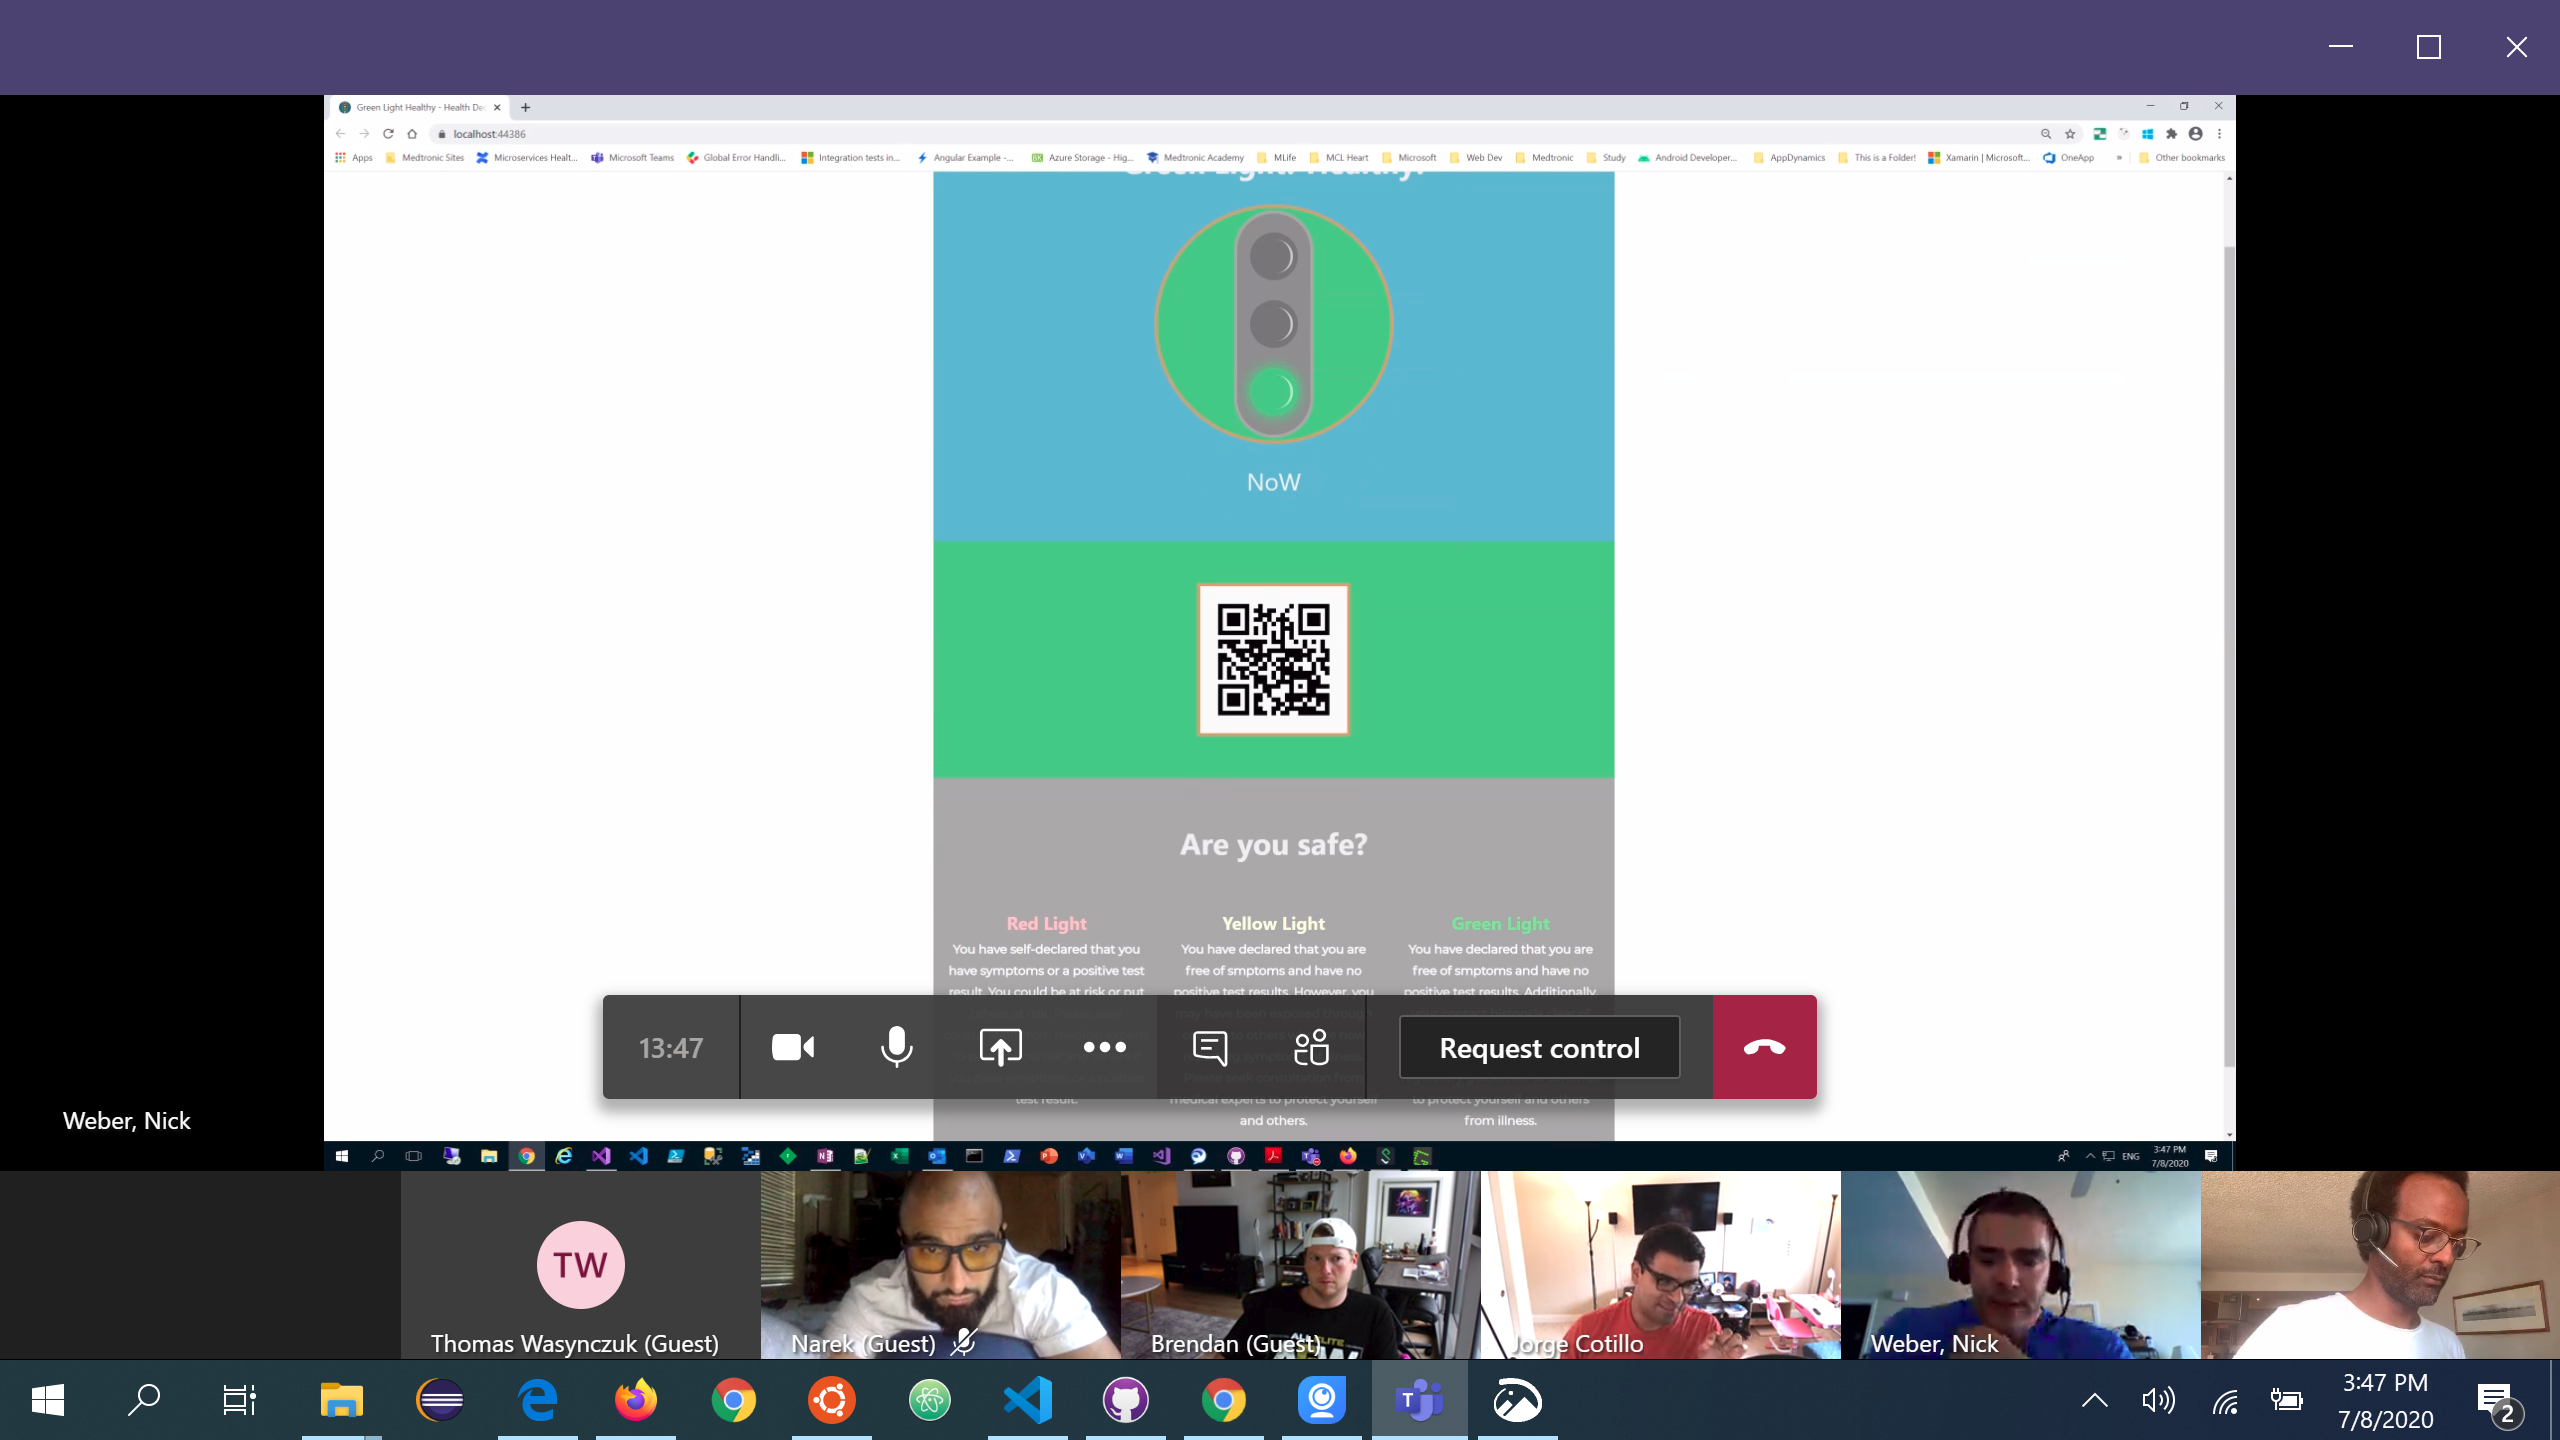 Green Light Healthy - Health Dec
localhost:44386
Apps
Medtronic Sites
Microservices Healt...
Microsoft Teams
Global Error Handli...
Integration tests in...
Angular Example -...
Azure Storage - Hig...
Medtronic Academy
MLife
MCL Heart
Microsoft
Web Dev
Medtronic
Study
Android Developer...
AppDynamics
This is a Folder!
Xamarin | Microsoft...
OneApp
»
Other bookmarks
Green Light! Healthy!
NoW
Are you safe?
Red Light
You have self-declared that you
have symptoms or a positive test
result. You could be at risk or put
test result.
Yellow Light
You have declared that you are
free of smptoms and have no
positive test results. However, you
may have been exposed through
medical experts to protect yourself
and others.
Green Light
You have declared that you are
free of smptoms and have no
positive test results. Additionally
to protect yourself and others
from illness.
13:47
Request control
Weber, Nick
ENG
3:47 PM
7/8/2020
TW
Thomas Wasynczuk (Guest)
Narek (Guest)
Brendan (Guest)
Jorge Cotillo
Weber, Nick
3:47 PM
7/8/2020
2